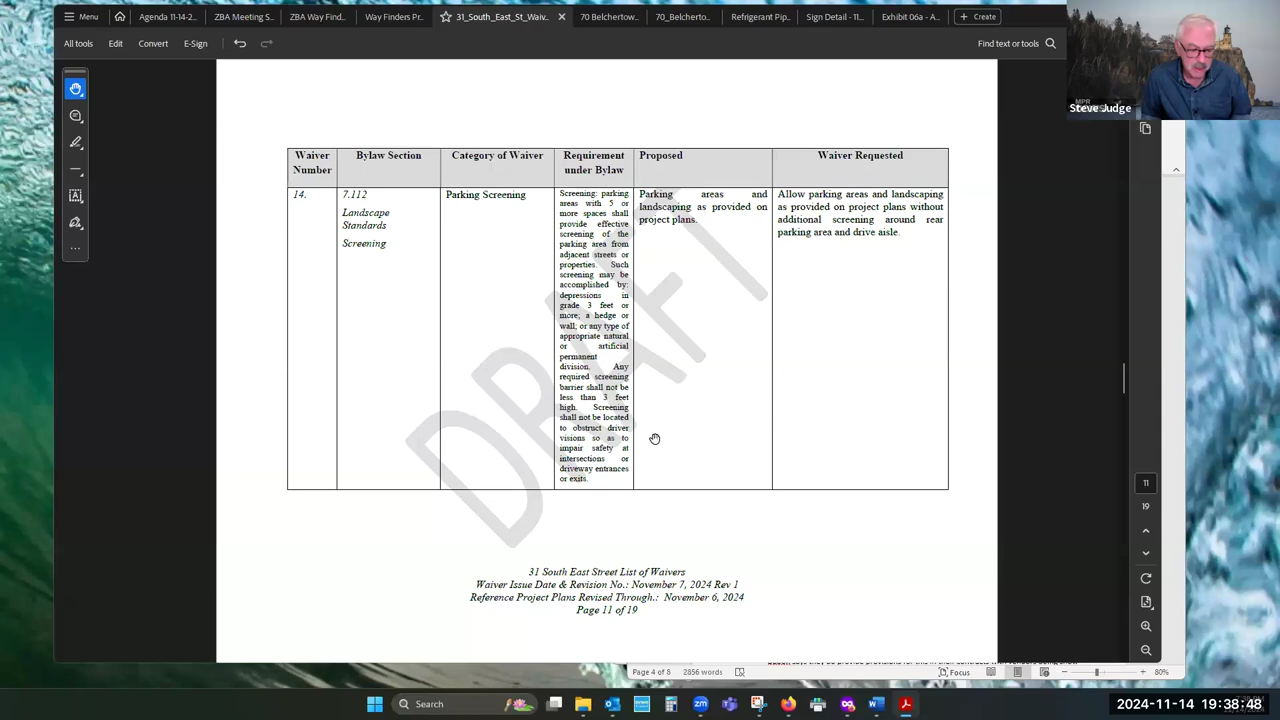 Menu
Agenda 11-14-2...
ZBA Meeting S...
ZBA Way Find...
Way Finders Pr...
31_South_East_St_Waiv...
70 Belchertow...
70_Belcherto...
Refrigerant Pip...
Sign Detail - 11...
Exhibit 06a - A...
Create
All tools
Edit
Convert
E-Sign
Find text or tools
Steve Judge
Waiver Number
Bylaw Section
Category of Waiver
Requirement under Bylaw
Proposed
Waiver Requested
14.
7.112
Landscape
Standards
Screening
Parking Screening
Screening: parking
areas with 5 or
more spaces shall
provide effective
screening of the
parking area from
adjacent streets or
properties. Such
screening may be
accomplished by:
depressions in
grade 3 feet or
more; a hedge or
wall; or any type of
appropriate natural
or artificial
permanent
division. Any
required screening
barrier shall not be
less than 3 feet
high. Screening
shall not be located
to obstruct driver
visions so as to
impair safety at
intersections or
driveway entrances
or exits.
Parking areas and
landscaping as provided on
project plans.
Allow parking areas and landscaping
as provided on project plans without
additional screening around rear
parking area and drive aisle.
DRAFT
31 South East Street List of Waivers
Waiver Issue Date & Revision No.: November 7, 2024 Rev 1
Reference Project Plans Revised Through.: November 6, 2024
Page 11 of 19
11
19
Page 4 of 8
2856 words
Focus
80%
Search
2024-11-14 19:38:48